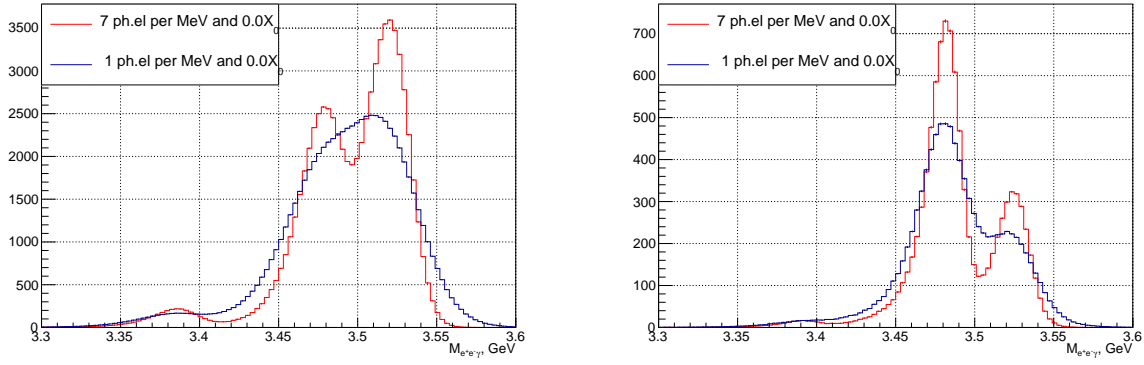 7 ph.el per MeV and 0.0X0
1 ph.el per MeV and 0.0X0
3500
3000
2500
2000
1500
1000
500
0
3.3 3.35 3.4 3.45 3.5 3.55 3.6
Me+e-γ, GeV
7 ph.el per MeV and 0.0X0
1 ph.el per MeV and 0.0X0
700
600
500
400
300
200
100
0
3.3 3.35 3.4 3.45 3.5 3.55 3.6
Me+e-γ, GeV